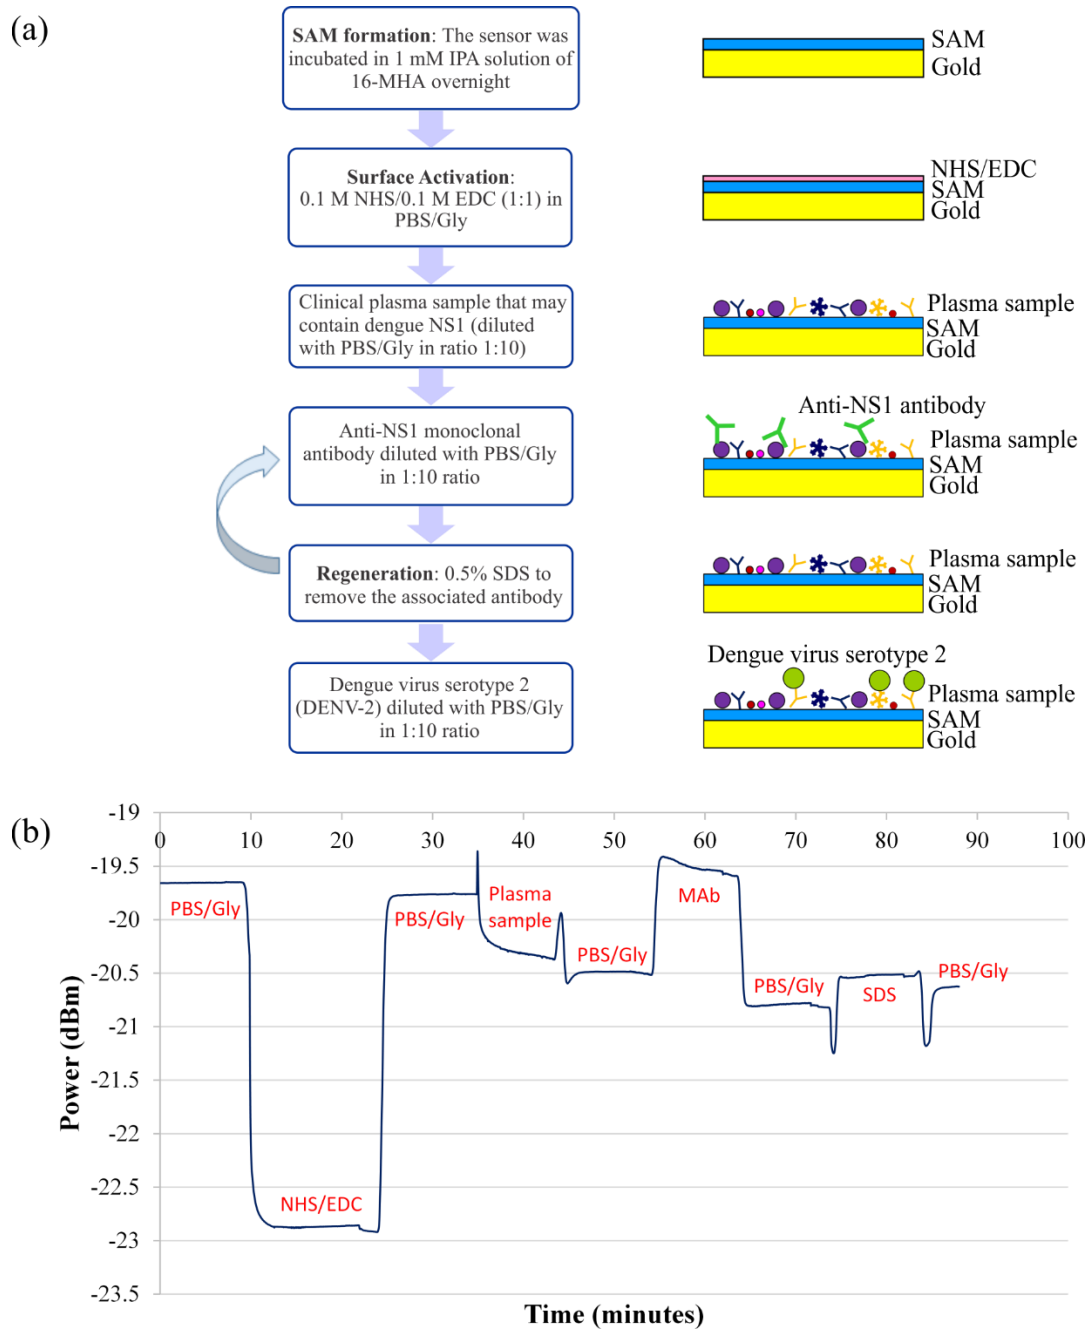 (a)
SAM formation: The sensor was
incubated in 1 mM IPA solution of
16-MHA overnight
SAM
Gold
Surface Activation:
0.1 M NHS/0.1 M EDC (1:1) in
PBS/Gly
NHS/EDC
SAM
Gold
Clinical plasma sample that may
contain dengue NS1 (diluted
with PBS/Gly in ratio 1:10)
Plasma sample
SAM
Gold
Anti-NS1 monoclonal
antibody diluted with PBS/Gly
in 1:10 ratio
Anti-NS1 antibody
Plasma sample
SAM
Gold
Regeneration: 0.5% SDS to
remove the associated antibody
Plasma sample
SAM
Gold
Dengue virus serotype 2
(DENV-2) diluted with PBS/Gly
in 1:10 ratio
Dengue virus serotype 2
Plasma sample
SAM
Gold
(b)
-19
0 10 20 30 40 50 60 70 80 90 100
-19.5
-20
-20.5
-21
-21.5
-22
-22.5
-23
-23.5
Power (dBm)
PBS/Gly
NHS/EDC
PBS/Gly
Plasma
sample
PBS/Gly
MAb
PBS/Gly
SDS
PBS/Gly
Time (minutes)